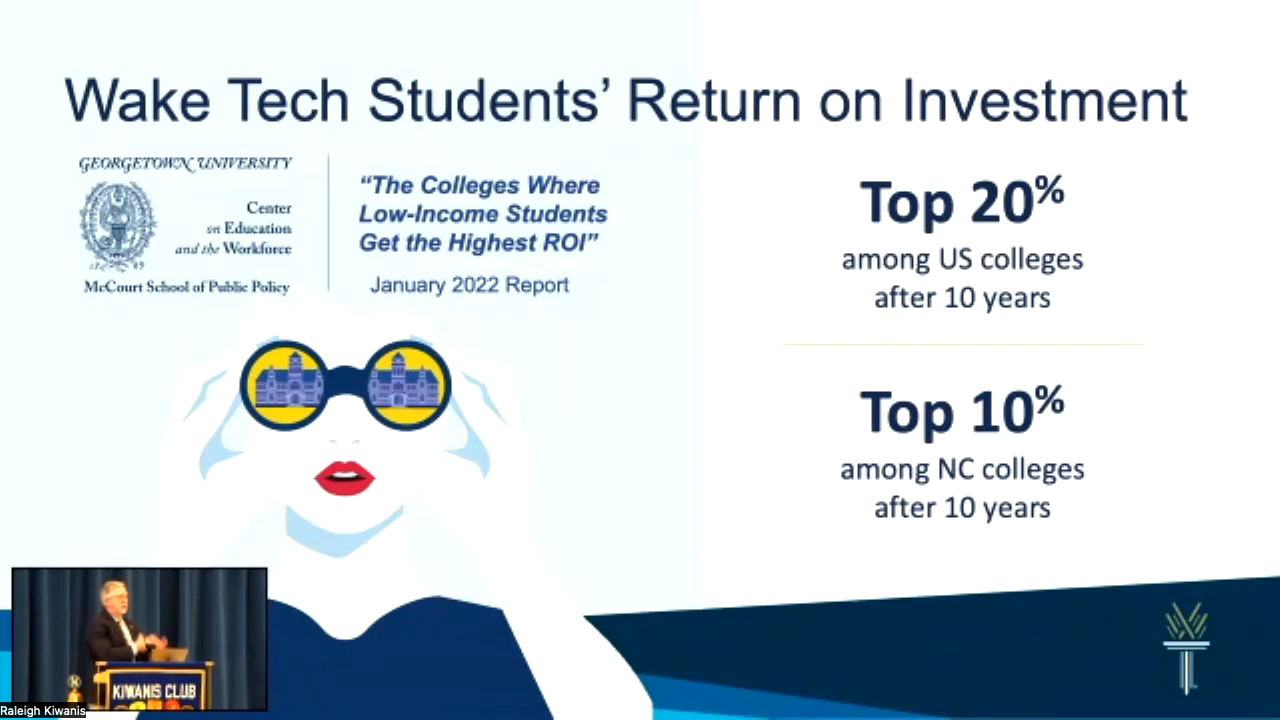 Wake Tech Students’ Return on Investment
GEORGETOWN UNIVERSITY
Center
on Education
and the Workforce
McCourt School of Public Policy
“The Colleges Where
Low-Income Students
Get the Highest ROI”
January 2022 Report
Top 20%
among US colleges
after 10 years
Top 10%
among NC colleges
after 10 years
KIWANIS CLUB
Raleigh Kiwanis